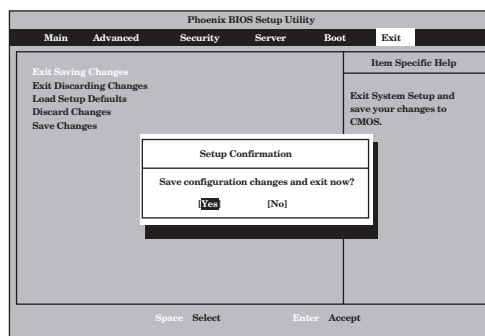 Phoenix BIOS Setup Utility
Main Advanced Security Server Boot Exit
Exit Saving Changes
Exit Discarding Changes
Load Setup Defaults
Discard Changes
Save Changes
Item Specific Help
Exit System Setup and
save your changes to
CMOS.
Setup Confirmation
Save configuration changes and exit now?
[Yes] [No]
Space Select Enter Accept